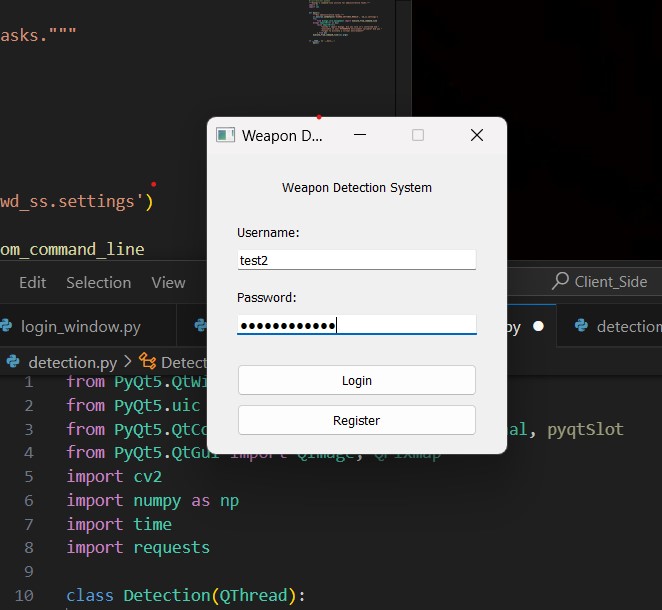 asks."""
wd_ss.settings')
om_command_line
Weapon D...
Weapon Detection System
Username:
test2
Password:
●●●●●●●●●●●●
Login
Register
Edit Selection View
Client_Side
login_window.py
py
detection
detection.py > Detect
1 from PyQt5.QtWi
2 from PyQt5.uic
3 from PyQt5.QtCo al, pyqtSlot
4 from PyQt5.QtGui import QImage, QPixmap
5 import cv2
6 import numpy as np
7 import time
8 import requests
9
10 class Detection(QThread):